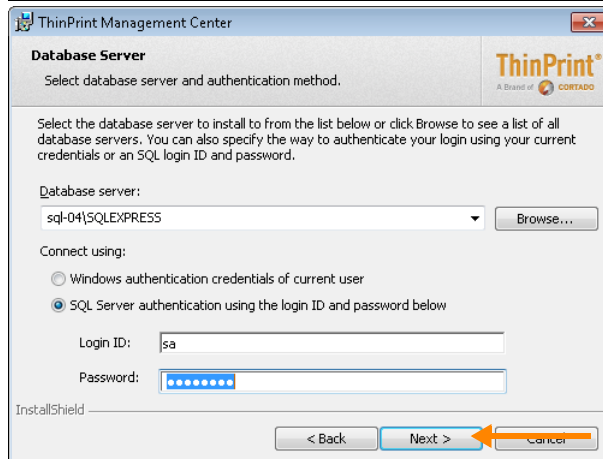 ThinPrint Management Center
Database Server
Select database server and authentication method.
ThinPrint®
A Brand of CORTADO
Select the database server to install to from the list below or click Browse to see a list of all
database servers. You can also specify the way to authenticate your login using your current
credentials or an SQL login ID and password.
Database server:
sql-04\SQLEXPRESS
Browse...
Connect using:
Windows authentication credentials of current user
SQL Server authentication using the login ID and password below
Login ID:
sa
Password:
InstallShield
< Back
Next >
Cancel